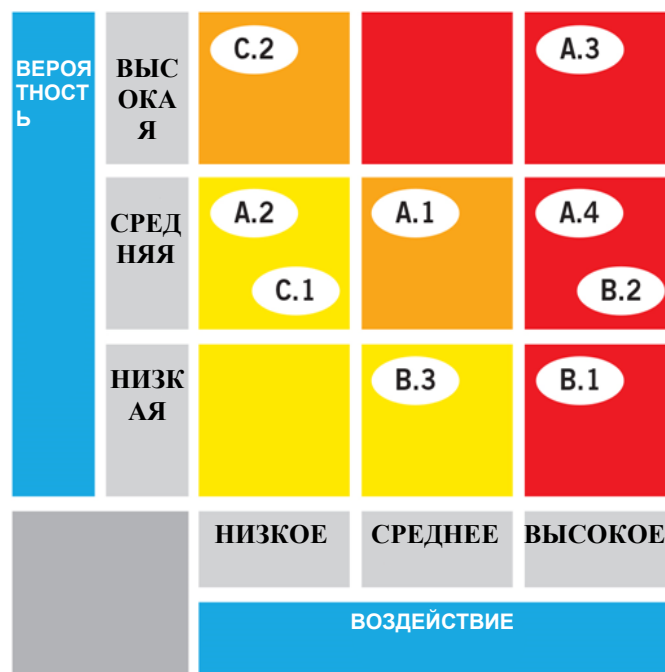 ВЕРОЯ
ТНОСТ
Ь
ВЫС
ОКА
Я
C.2
A.3
СРЕД
НЯЯ
A.2
A.1
A.4
C.1
B.2
НИЗК
АЯ
B.3
B.1
НИЗКОЕ
СРЕДНЕЕ
ВЫСОКОЕ
ВОЗДЕЙСТВИЕ